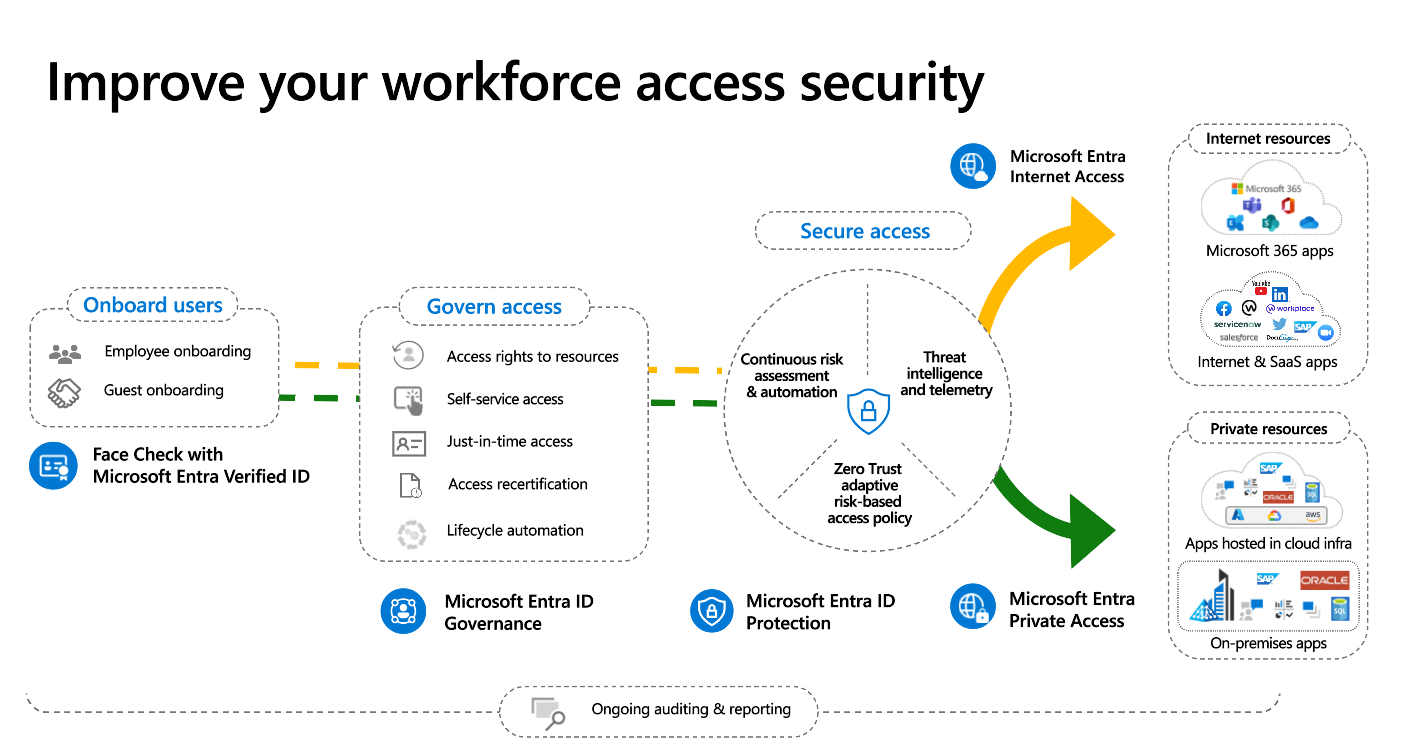 Improve your workforce access security
Onboard users
Employee onboarding
Guest onboarding
Face Check with
Microsoft Entra Verified ID
Govern access
Access rights to resources
Self-service access
Just-in-time access
Access recertification
Lifecycle automation
Microsoft Entra ID
Governance
Secure access
Continuous risk
assessment
& automation
Threat
intelligence
and telemetry
Zero Trust
adaptive
risk-based
access policy
Microsoft Entra ID
Protection
Microsoft Entra
Internet Access
Microsoft Entra
Private Access
Internet resources
Microsoft 365
Microsoft 365 apps
YouTube
workplace
servicenow
SAP
salesforce
DocuSign
Internet & SaaS apps
Private resources
SAP
ORACLE
SQL
aws
Apps hosted in cloud infra
SAP
ORACLE
SQL
On-premises apps
Ongoing auditing & reporting